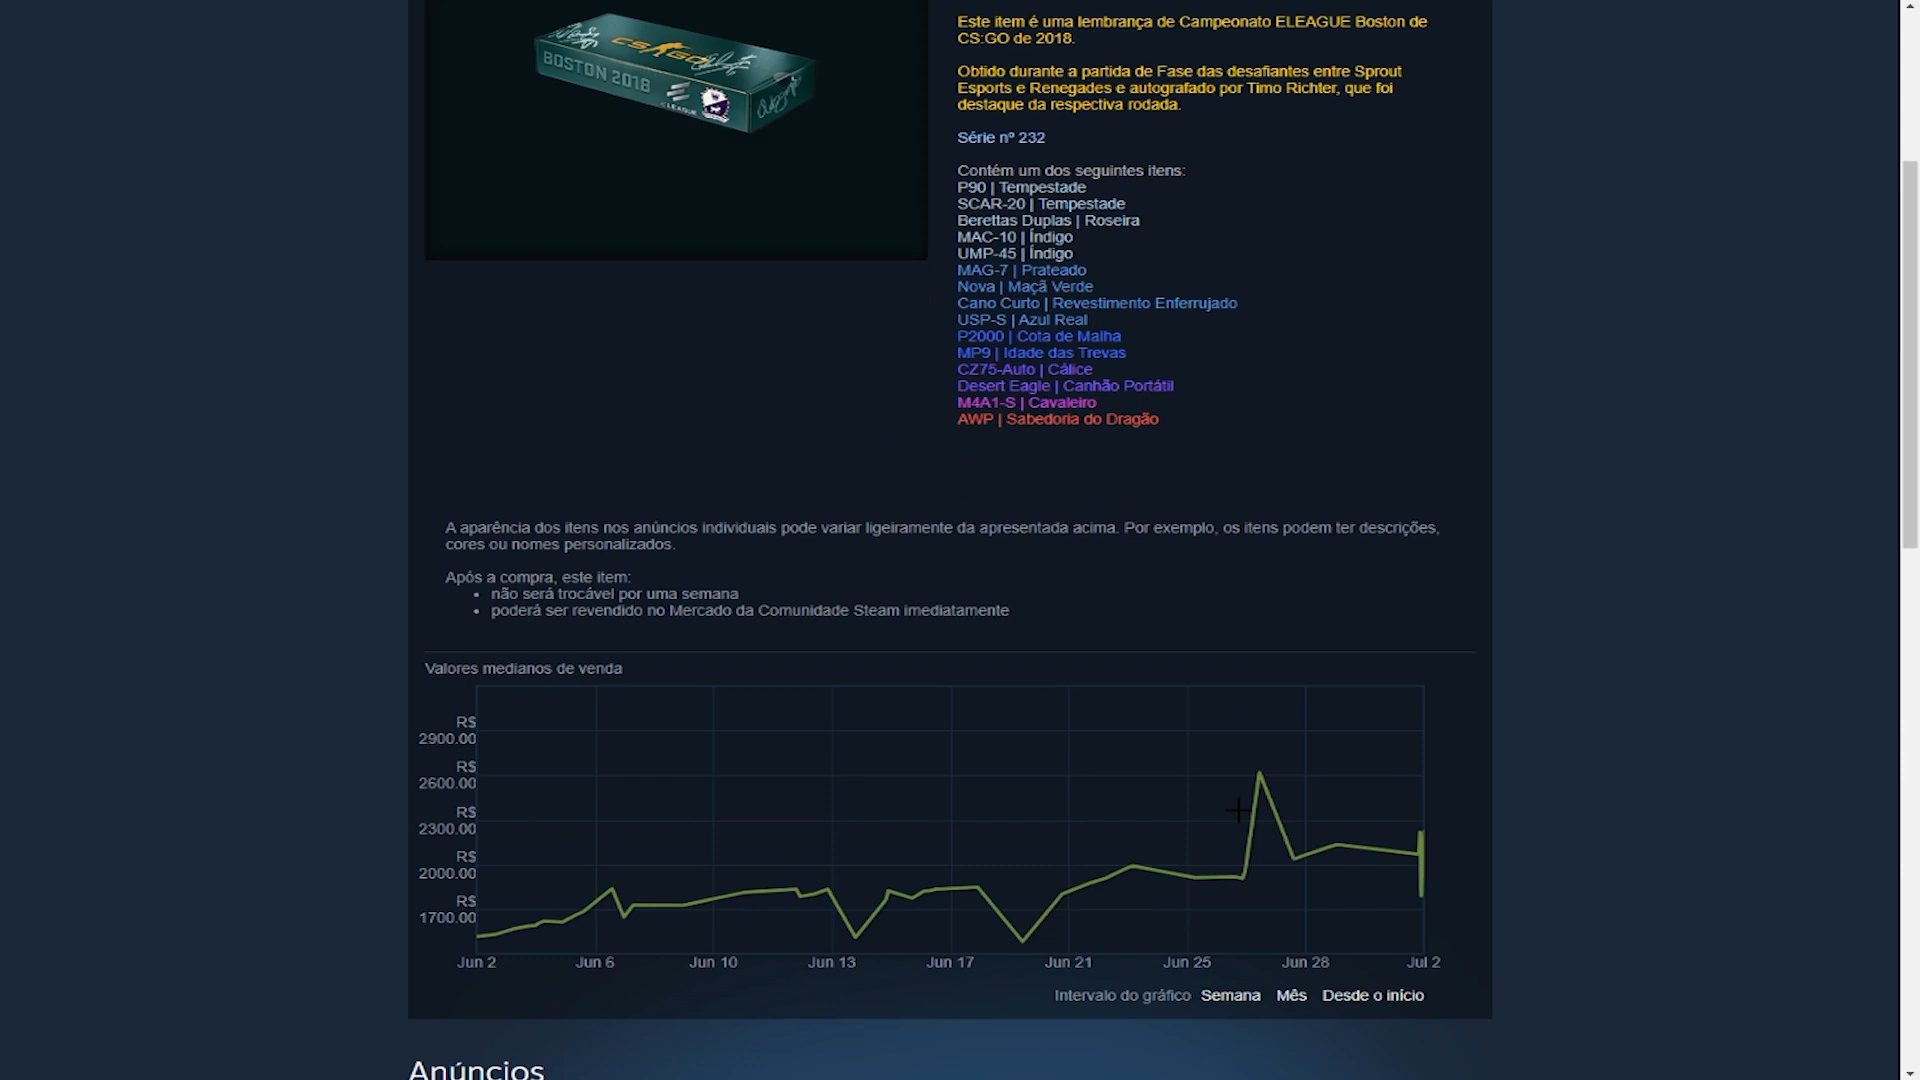 CS GO
BOSTON 2018
ELEAGUE
Este item é uma lembrança de Campeonato ELEAGUE Boston de
CS:GO de 2018.
Obtido durante a partida de Fase das desafiantes entre Sprout
Esports e Renegades e autografado por Timo Richter, que foi
destaque da respectiva rodada.
Série nº 232
Contém um dos seguintes itens:
P90 | Tempestade
SCAR-20 | Tempestade
Berettas Duplas | Roseira
MAC-10 | Índigo
UMP-45 | Índigo
MAG-7 | Prateado
Nova | Maçã Verde
Cano Curto | Revestimento Enferrujado
USP-S | Azul Real
P2000 | Cota de Malha
MP9 | Idade das Trevas
CZ75-Auto | Cálice
Desert Eagle | Canhão Portátil
M4A1-S | Cavaleiro
AWP | Sabedoria do Dragão
A aparência dos itens nos anúncios individuais pode variar ligeiramente da apresentada acima. Por exemplo, os itens podem ter descrições,
cores ou nomes personalizados.
Após a compra, este item:
não será trocável por uma semana
poderá ser revendido no Mercado da Comunidade Steam imediatamente
Valores medianos de venda
R$
2900.00
R$
2600.00
R$
2300.00
R$
2000.00
R$
1700.00
Jun 2 Jun 6 Jun 10 Jun 13 Jun 17 Jun 21 Jun 25 Jun 28 Jul 2
Intervalo do gráfico Semana Mês Desde o início
Anúncios